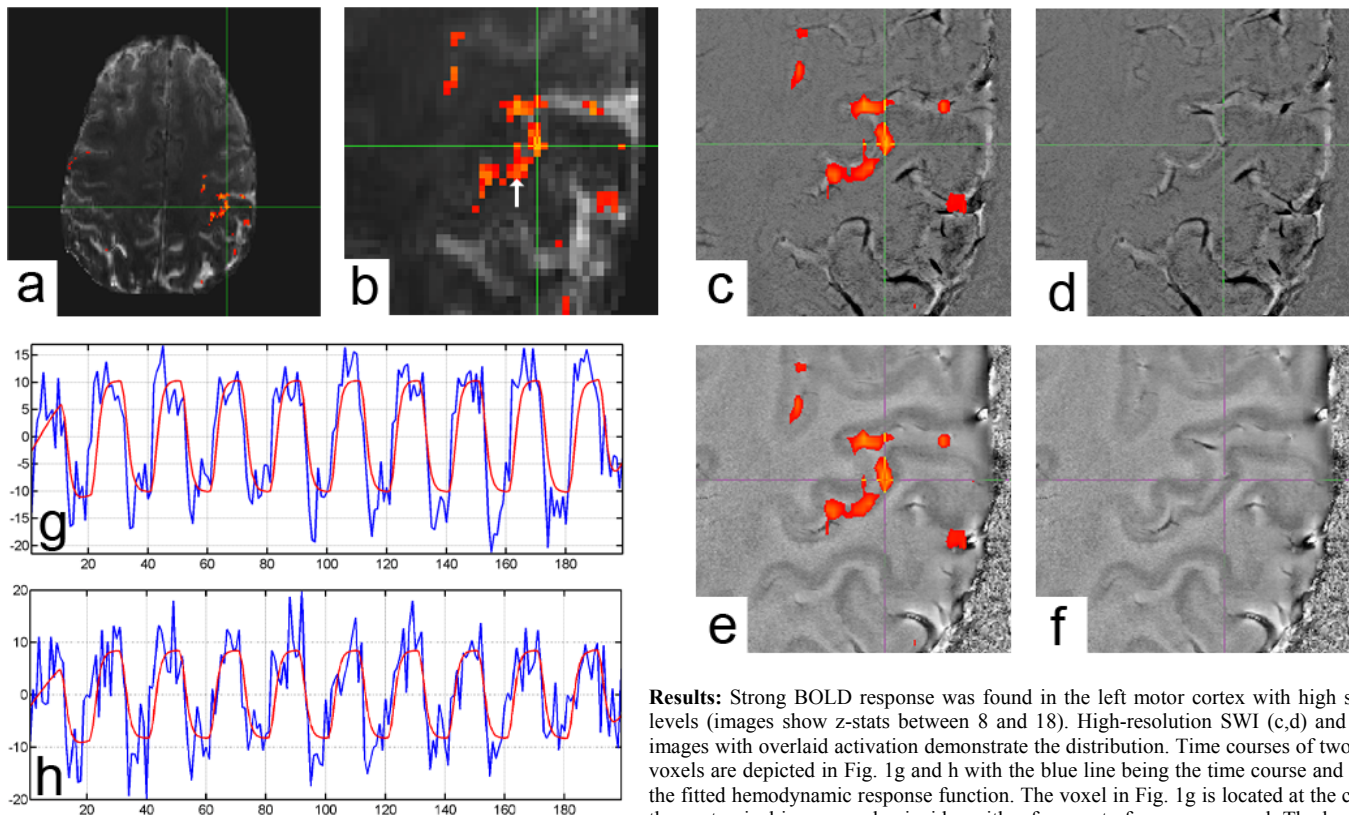 a
b
c
d
15
10
5
0
-5
-10
-15
-20
g
20 40 60 80 100 120 140 160 180
20
10
0
-10
-20
h
20 40 60 80 100 120 140 160 180
e
f
Results: Strong BOLD response was found in the left motor cortex with high
levels (images show z-stats between 8 and 18). High-resolution SWI (c,d) and
images with overlaid activation demonstrate the distribution. Time courses of two
voxels are depicted in Fig. 1g and h with the blue line being the time course and
the fitted hemodynamic response function. The voxel in Fig. 1g is located at the